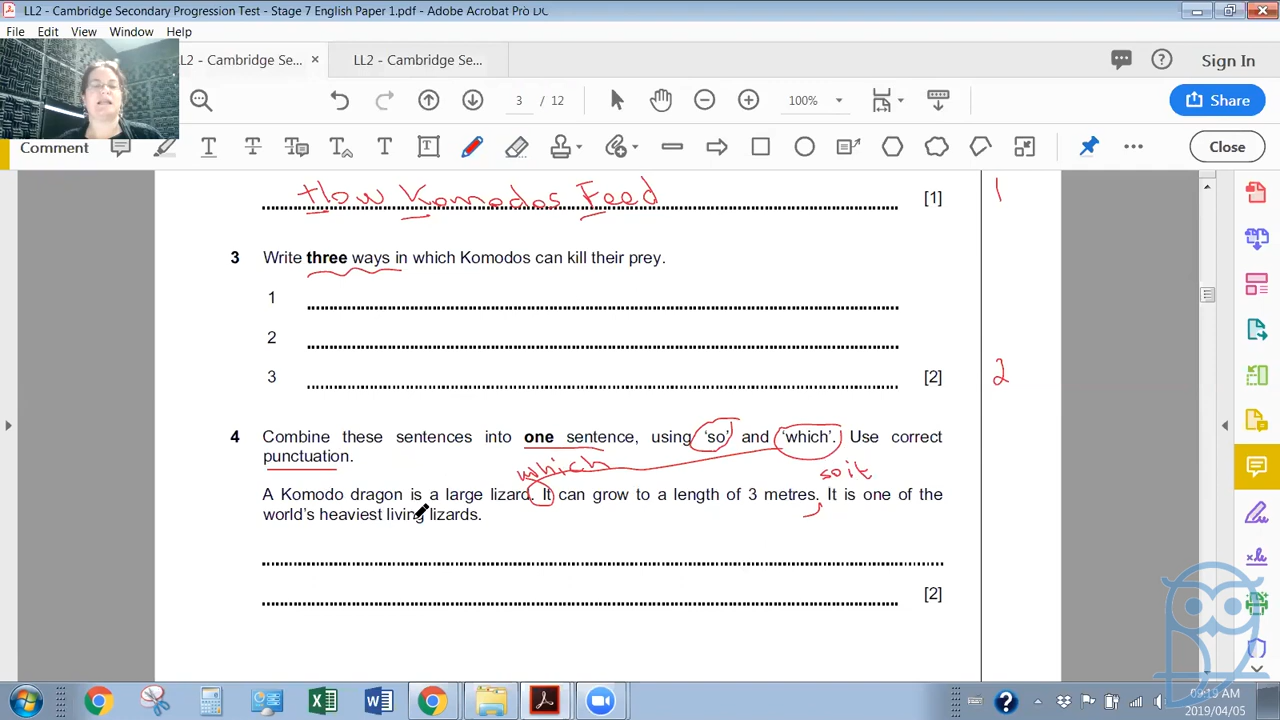 LL2 - Cambridge Secondary Progression Test - Stage 7 English Paper 1.pdf - Adobe Acrobat Pro DC
File Edit View Window Help
LL2 - Cambridge Se... × LL2 - Cambridge Se... Sign In
3 / 12 100% Share
Comment Close
How Komodos Feed [1] 1
3 Write three ways in which Komodos can kill their prey.
1
2
3 [2] 2
4 Combine these sentences into one sentence, using 'so' and 'which'. Use correct
punctuation.
which so it
A Komodo dragon is a large lizard. It can grow to a length of 3 metres. It is one of the
world's heaviest living lizards.
[2]
09:19 AM
2019/04/05